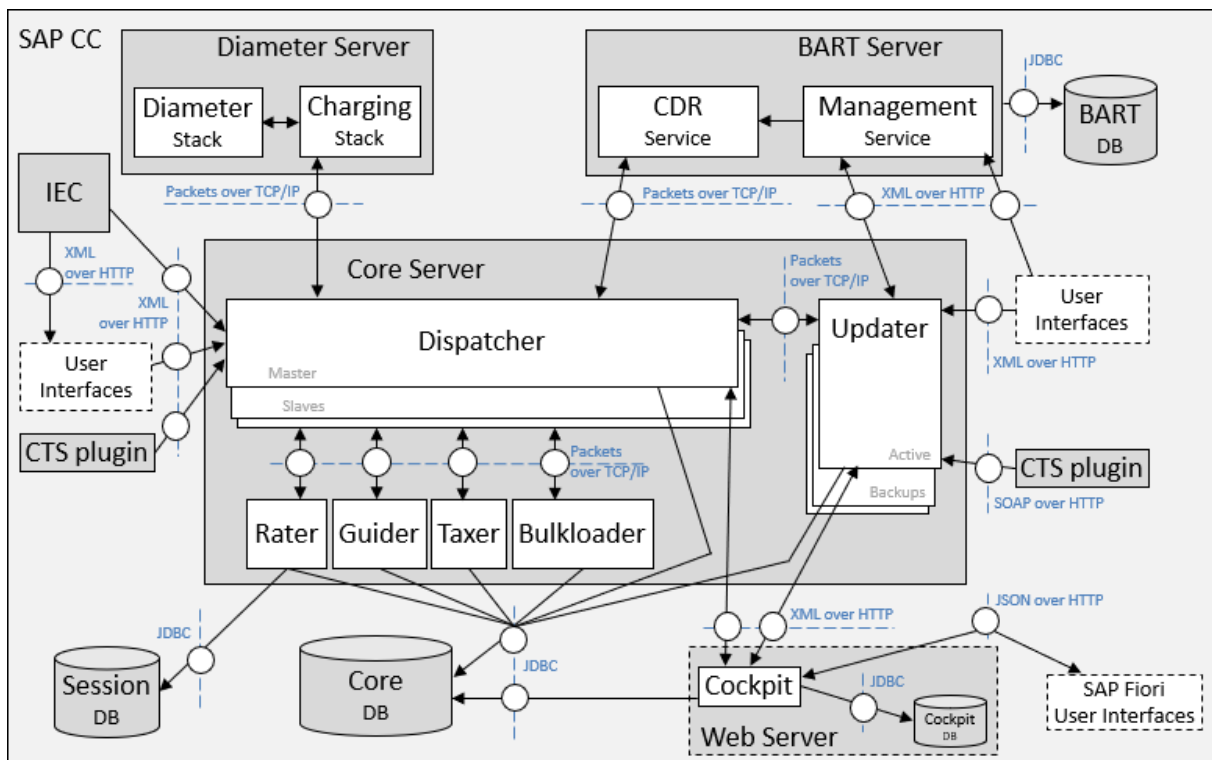 SAP CC
Diameter Server
Diameter
Stack
Charging
Stack
BART Server
CDR
Service
Management
Service
JDBC
BART
DB
IEC
Packets over TCP/IP
Packets over TCP/IP
XML over HTTP
XML
over HTTP
XML
over HTTP
Core Server
Packets
over TCP/IP
User
Interfaces
Dispatcher
Master
Slaves
Updater
Active
Backups
User
Interfaces
XML over HTTP
CTS plugin
Packets
over TCP/IP
CTS plugin
SOAP over HTTP
Rater
Guider
Taxer
Bulkloader
JDBC
Session
DB
Core
DB
JDBC
XML over HTTP
JSON over HTTP
Cockpit
JDBC
Cockpit
DB
Web Server
SAP Fiori
User Interfaces